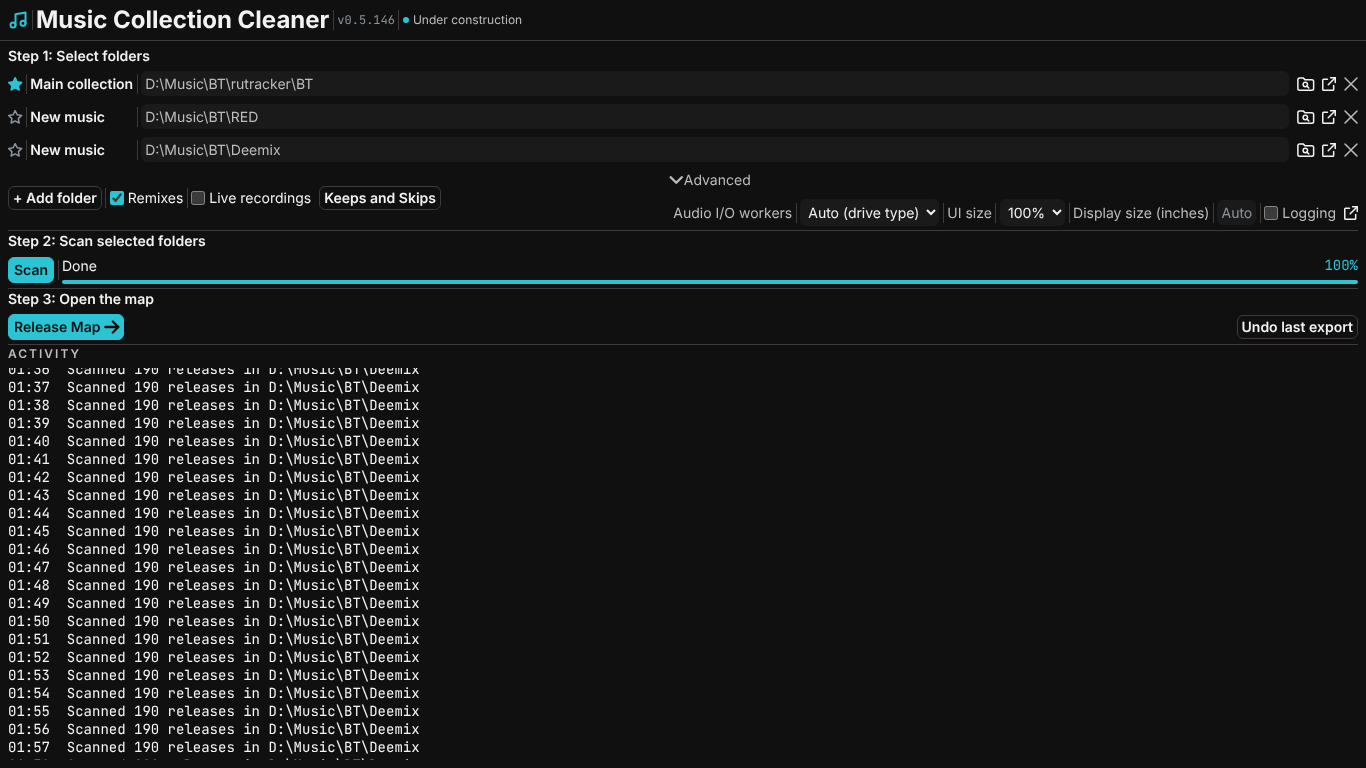 Music Collection Cleaner v0.5.146 Under construction
Step 1: Select folders
Main collection D:\Music\BT\rutracker\BT
New music D:\Music\BT\RED
New music D:\Music\BT\Deemix
Advanced
+ Add folder Remixes Live recordings Keeps and Skips
Audio I/O workers Auto (drive type) UI size 100% Display size (inches) Auto Logging
Step 2: Scan selected folders
Scan Done 100%
Step 3: Open the map
Release Map Undo last export
ACTIVITY
01:36 Scanned 190 releases in D:\Music\BT\Deemix
01:37 Scanned 190 releases in D:\Music\BT\Deemix
01:38 Scanned 190 releases in D:\Music\BT\Deemix
01:39 Scanned 190 releases in D:\Music\BT\Deemix
01:40 Scanned 190 releases in D:\Music\BT\Deemix
01:41 Scanned 190 releases in D:\Music\BT\Deemix
01:42 Scanned 190 releases in D:\Music\BT\Deemix
01:43 Scanned 190 releases in D:\Music\BT\Deemix
01:44 Scanned 190 releases in D:\Music\BT\Deemix
01:45 Scanned 190 releases in D:\Music\BT\Deemix
01:46 Scanned 190 releases in D:\Music\BT\Deemix
01:47 Scanned 190 releases in D:\Music\BT\Deemix
01:48 Scanned 190 releases in D:\Music\BT\Deemix
01:49 Scanned 190 releases in D:\Music\BT\Deemix
01:50 Scanned 190 releases in D:\Music\BT\Deemix
01:51 Scanned 190 releases in D:\Music\BT\Deemix
01:52 Scanned 190 releases in D:\Music\BT\Deemix
01:53 Scanned 190 releases in D:\Music\BT\Deemix
01:54 Scanned 190 releases in D:\Music\BT\Deemix
01:55 Scanned 190 releases in D:\Music\BT\Deemix
01:56 Scanned 190 releases in D:\Music\BT\Deemix
01:57 Scanned 190 releases in D:\Music\BT\Deemix